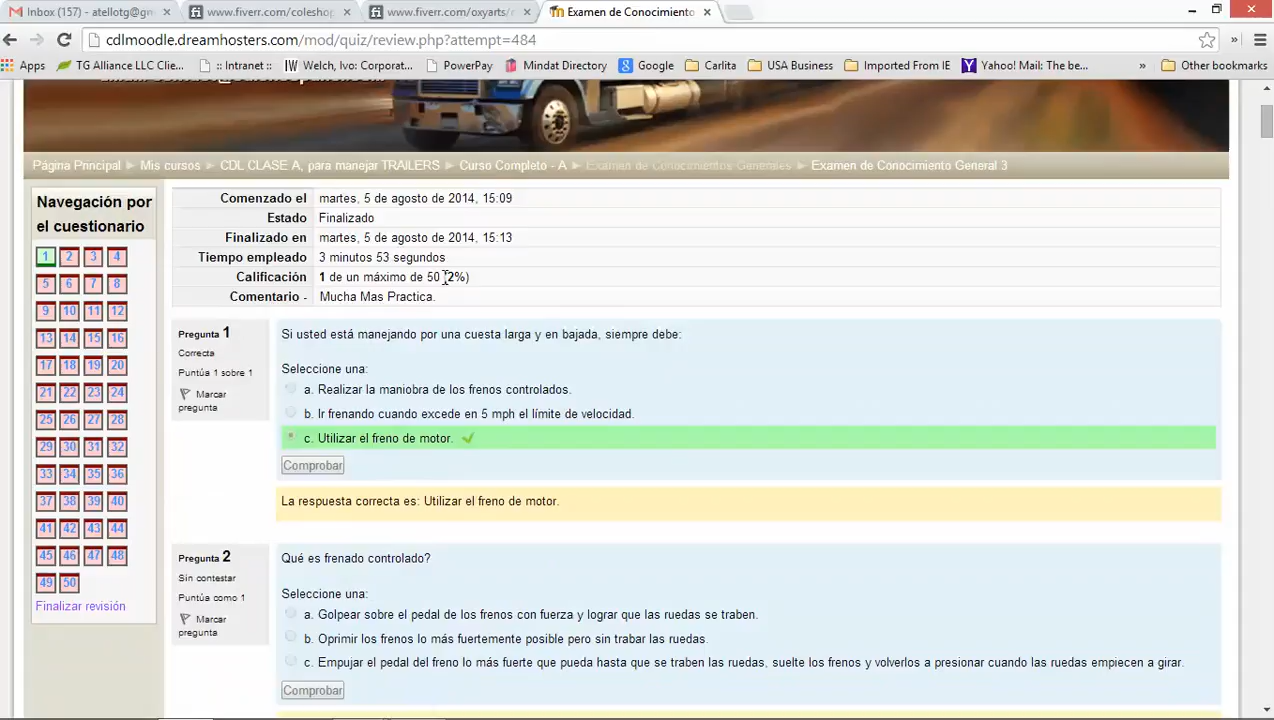 Inbox (157) - atellotg@gm
www.fiverr.com/coleshop
www.fiverr.com/oxyarts/
Examen de Conocimiento
cdlmoodle.dreamhosters.com/mod/quiz/review.php?attempt=484
Apps
TG Alliance LLC Clie...
:: Intranet ::
Welch, Ivo: Corporat...
PowerPay
Mindat Directory
Google
Carlita
USA Business
Imported From IE
Yahoo! Mail: The be...
»
Other bookmarks
Página Principal ► Mis cursos ► CDL CLASE A, para manejar TRAILERS ► Curso Completo - A ► Examen de Conocimientos Generales ► Examen de Conocimiento General 3
Navegación por
el cuestionario
1 2 3 4
5 6 7 8
9 10 11 12
13 14 15 16
17 18 19 20
21 22 23 24
25 26 27 28
29 30 31 32
33 34 35 36
37 38 39 40
41 42 43 44
45 46 47 48
49 50
Finalizar revisión
Comenzado el martes, 5 de agosto de 2014, 15:09
Estado Finalizado
Finalizado en martes, 5 de agosto de 2014, 15:13
Tiempo empleado 3 minutos 53 segundos
Calificación 1 de un máximo de 50 (2%)
Comentario - Mucha Mas Practica.
Pregunta 1
Correcta
Puntúa 1 sobre 1
Marcar
pregunta
Si usted está manejando por una cuesta larga y en bajada, siempre debe:
Seleccione una:
a. Realizar la maniobra de los frenos controlados.
b. Ir frenando cuando excede en 5 mph el límite de velocidad.
c. Utilizar el freno de motor.
Comprobar
La respuesta correcta es: Utilizar el freno de motor.
Pregunta 2
Sin contestar
Puntúa como 1
Marcar
pregunta
Qué es frenado controlado?
Seleccione una:
a. Golpear sobre el pedal de los frenos con fuerza y lograr que las ruedas se traben.
b. Oprimir los frenos lo más fuertemente posible pero sin trabar las ruedas.
c. Empujar el pedal del freno lo más fuerte que pueda hasta que se traben las ruedas, suelte los frenos y volverlos a presionar cuando las ruedas empiecen a girar.
Comprobar